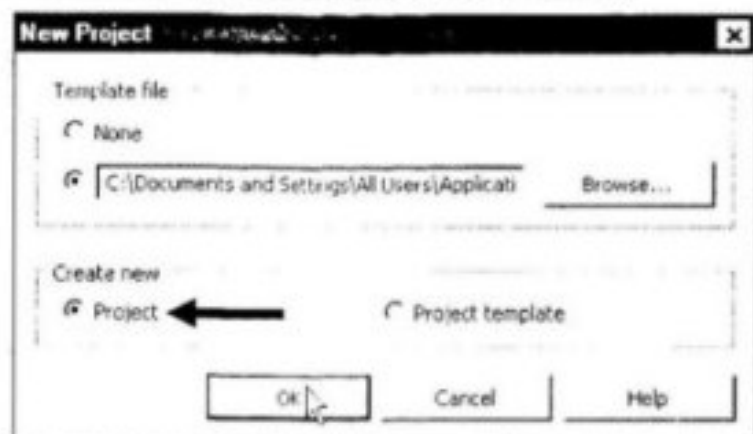 New Project
Template file
None
C:\Documents and Settings\All Users\Applicati
Browse...
Create new
Project
Project template
OK
Cancel
Help